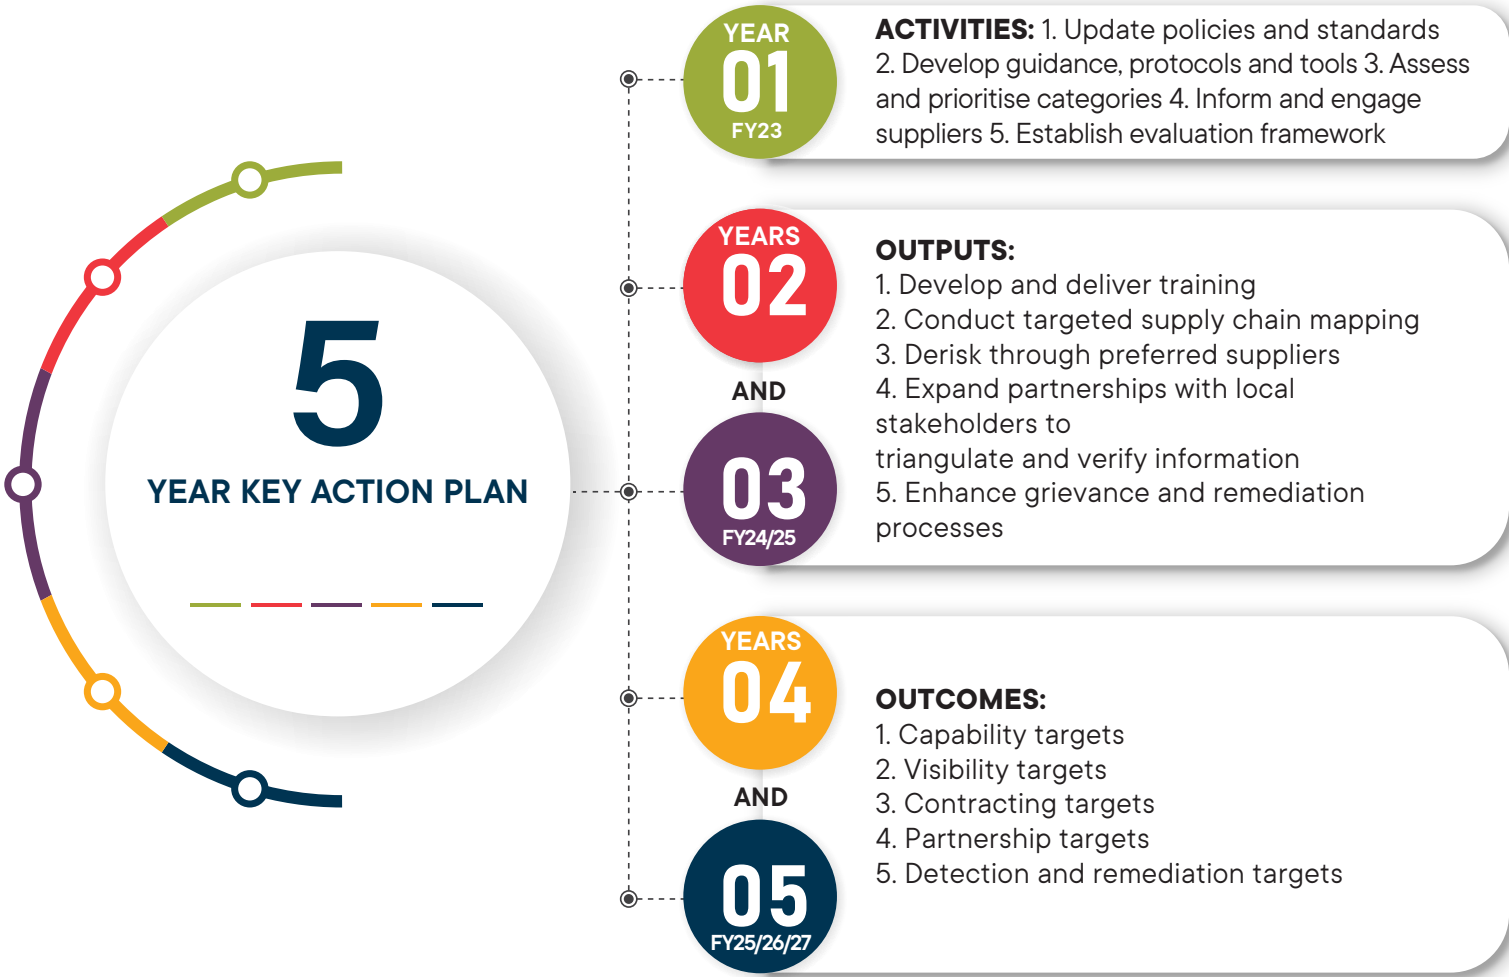 5
YEAR KEY ACTION PLAN
YEAR
01
FY23
ACTIVITIES: 1. Update policies and standards
2. Develop guidance, protocols and tools 3. Assess
and prioritise categories 4. Inform and engage
suppliers 5. Establish evaluation framework
YEARS
02
AND
03
FY24/25
OUTPUTS:
1. Develop and deliver training
2. Conduct targeted supply chain mapping
3. Derisk through preferred suppliers
4. Expand partnerships with local
stakeholders to
triangulate and verify information
5. Enhance grievance and remediation
processes
YEARS
04
AND
05
FY25/26/27
OUTCOMES:
1. Capability targets
2. Visibility targets
3. Contracting targets
4. Partnership targets
5. Detection and remediation targets